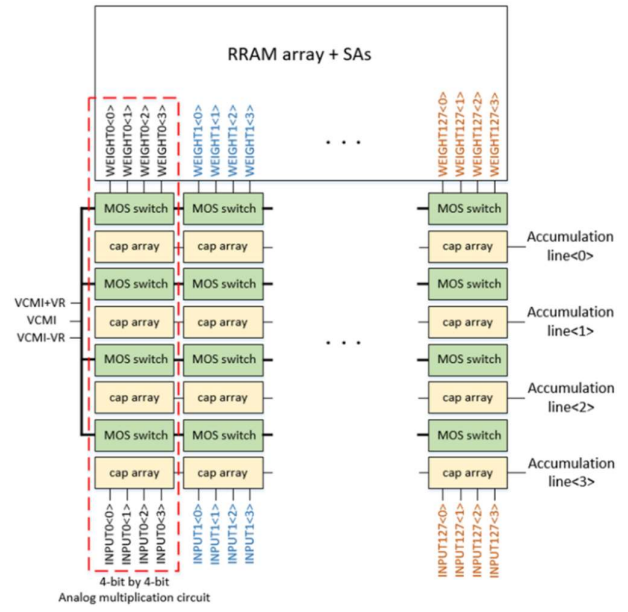 RRAM array + SAs
WEIGHT0<0>
WEIGHT0<1>
WEIGHT0<2>
WEIGHT0<3>
WEIGHT1<0>
WEIGHT1<1>
WEIGHT1<2>
WEIGHT1<3>
. . .
WEIGHT127<0>
WEIGHT127<1>
WEIGHT127<2>
WEIGHT127<3>
MOS switch
MOS switch
MOS switch
cap array
cap array
cap array
Accumulation
line<0>
MOS switch
MOS switch
MOS switch
VCMI+VR
VCMI
VCMI-VR
cap array
cap array
cap array
Accumulation
line<1>
MOS switch
MOS switch
. . .
MOS switch
cap array
cap array
cap array
Accumulation
line<2>
MOS switch
MOS switch
MOS switch
cap array
cap array
cap array
Accumulation
line<3>
INPUT0<0>
INPUT0<1>
INPUT0<2>
INPUT0<3>
INPUT1<0>
INPUT1<1>
INPUT1<2>
INPUT1<3>
INPUT127<0>
INPUT127<1>
INPUT127<2>
INPUT127<3>
4-bit by 4-bit
Analog multiplication circuit